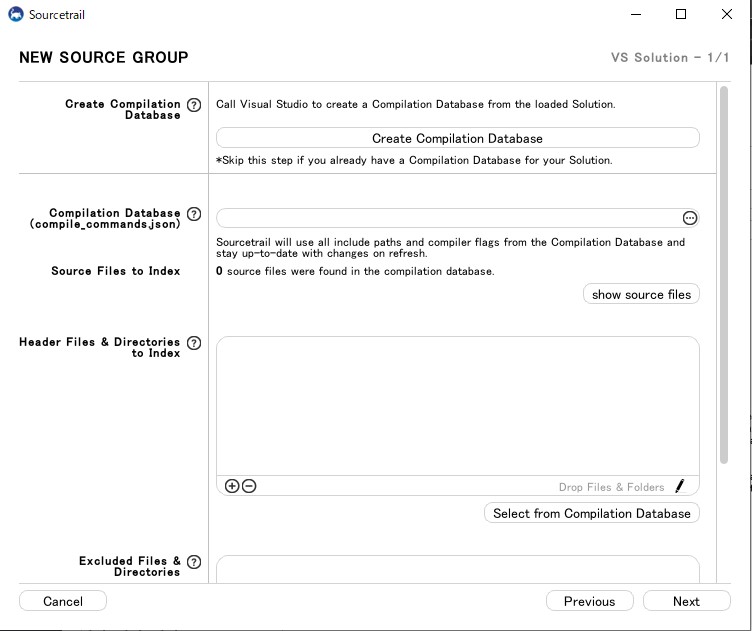 Sourcetrail
NEW SOURCE GROUP
VS Solution - 1/1
Create Compilation
Database
Call Visual Studio to create a Compilation Database from the loaded Solution.
Create Compilation Database
*Skip this step if you already have a Compilation Database for your Solution.
Compilation Database
(compile_commands.json)
Sourcetrail will use all include paths and compiler flags from the Compilation Database and
stay up-to-date with changes on refresh.
Source Files to Index
0 source files were found in the compilation database.
show source files
Header Files & Directories
to Index
Drop Files & Folders
Select from Compilation Database
Excluded Files &
Directories
Cancel
Previous
Next